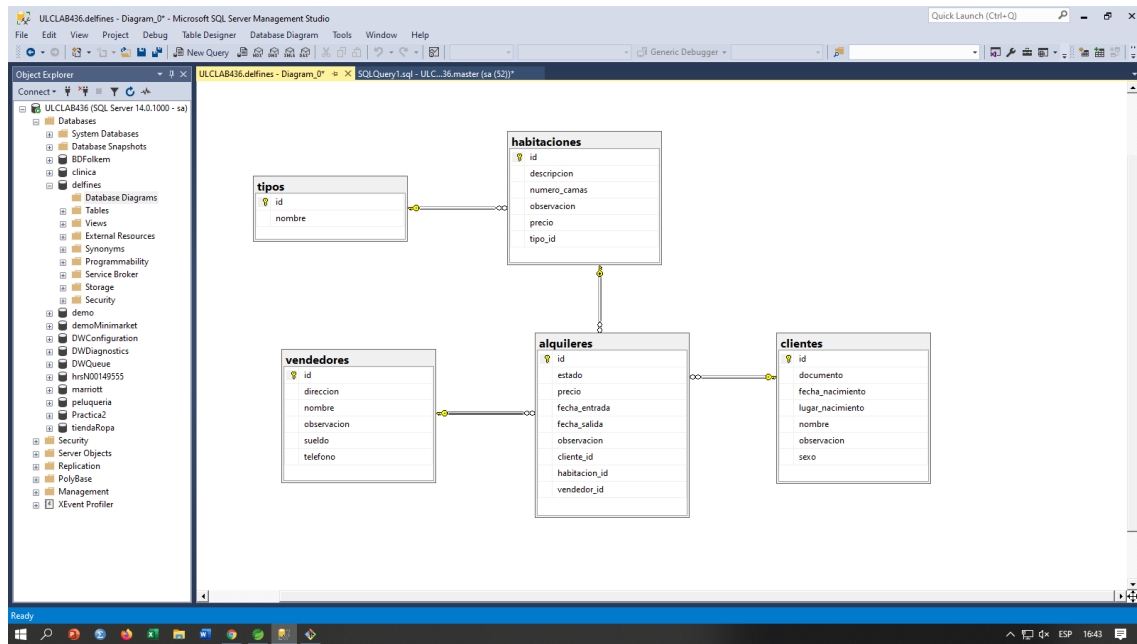 ULCLAB436.delfines - Diagram_0* - Microsoft SQL Server Management Studio
Quick Launch (Ctrl+Q)
File Edit View Project Debug Table Designer Database Diagram Tools Window Help
New Query
Generic Debugger
Object Explorer
ULCLAB436.delfines - Diagram_0*
SQLQuery1.sql - ULC...36.master (sa (52))*
Connect
ULCLAB436 (SQL Server 14.0.1000 - sa)
Databases
System Databases
Database Snapshots
BDFolkem
clinica
delfines
Database Diagrams
Tables
Views
External Resources
Synonyms
Programmability
Service Broker
Storage
Security
demo
demoMinimarket
DWConfiguration
DWDiagnostics
DWQueue
hrsN00149555
marriott
peluqueria
Practica2
tiendaRopa
Security
Server Objects
Replication
PolyBase
Management
XEvent Profiler
tipos
id
nombre
habitaciones
id
descripcion
numero_camas
observacion
precio
tipo_id
vendedores
id
direccion
nombre
observacion
sueldo
telefono
alquileres
id
estado
precio
fecha_entrada
fecha_salida
observacion
cliente_id
habitacion_id
vendedor_id
clientes
id
documento
fecha_nacimiento
lugar_nacimiento
nombre
observacion
sexo
Ready
ESP
16:43